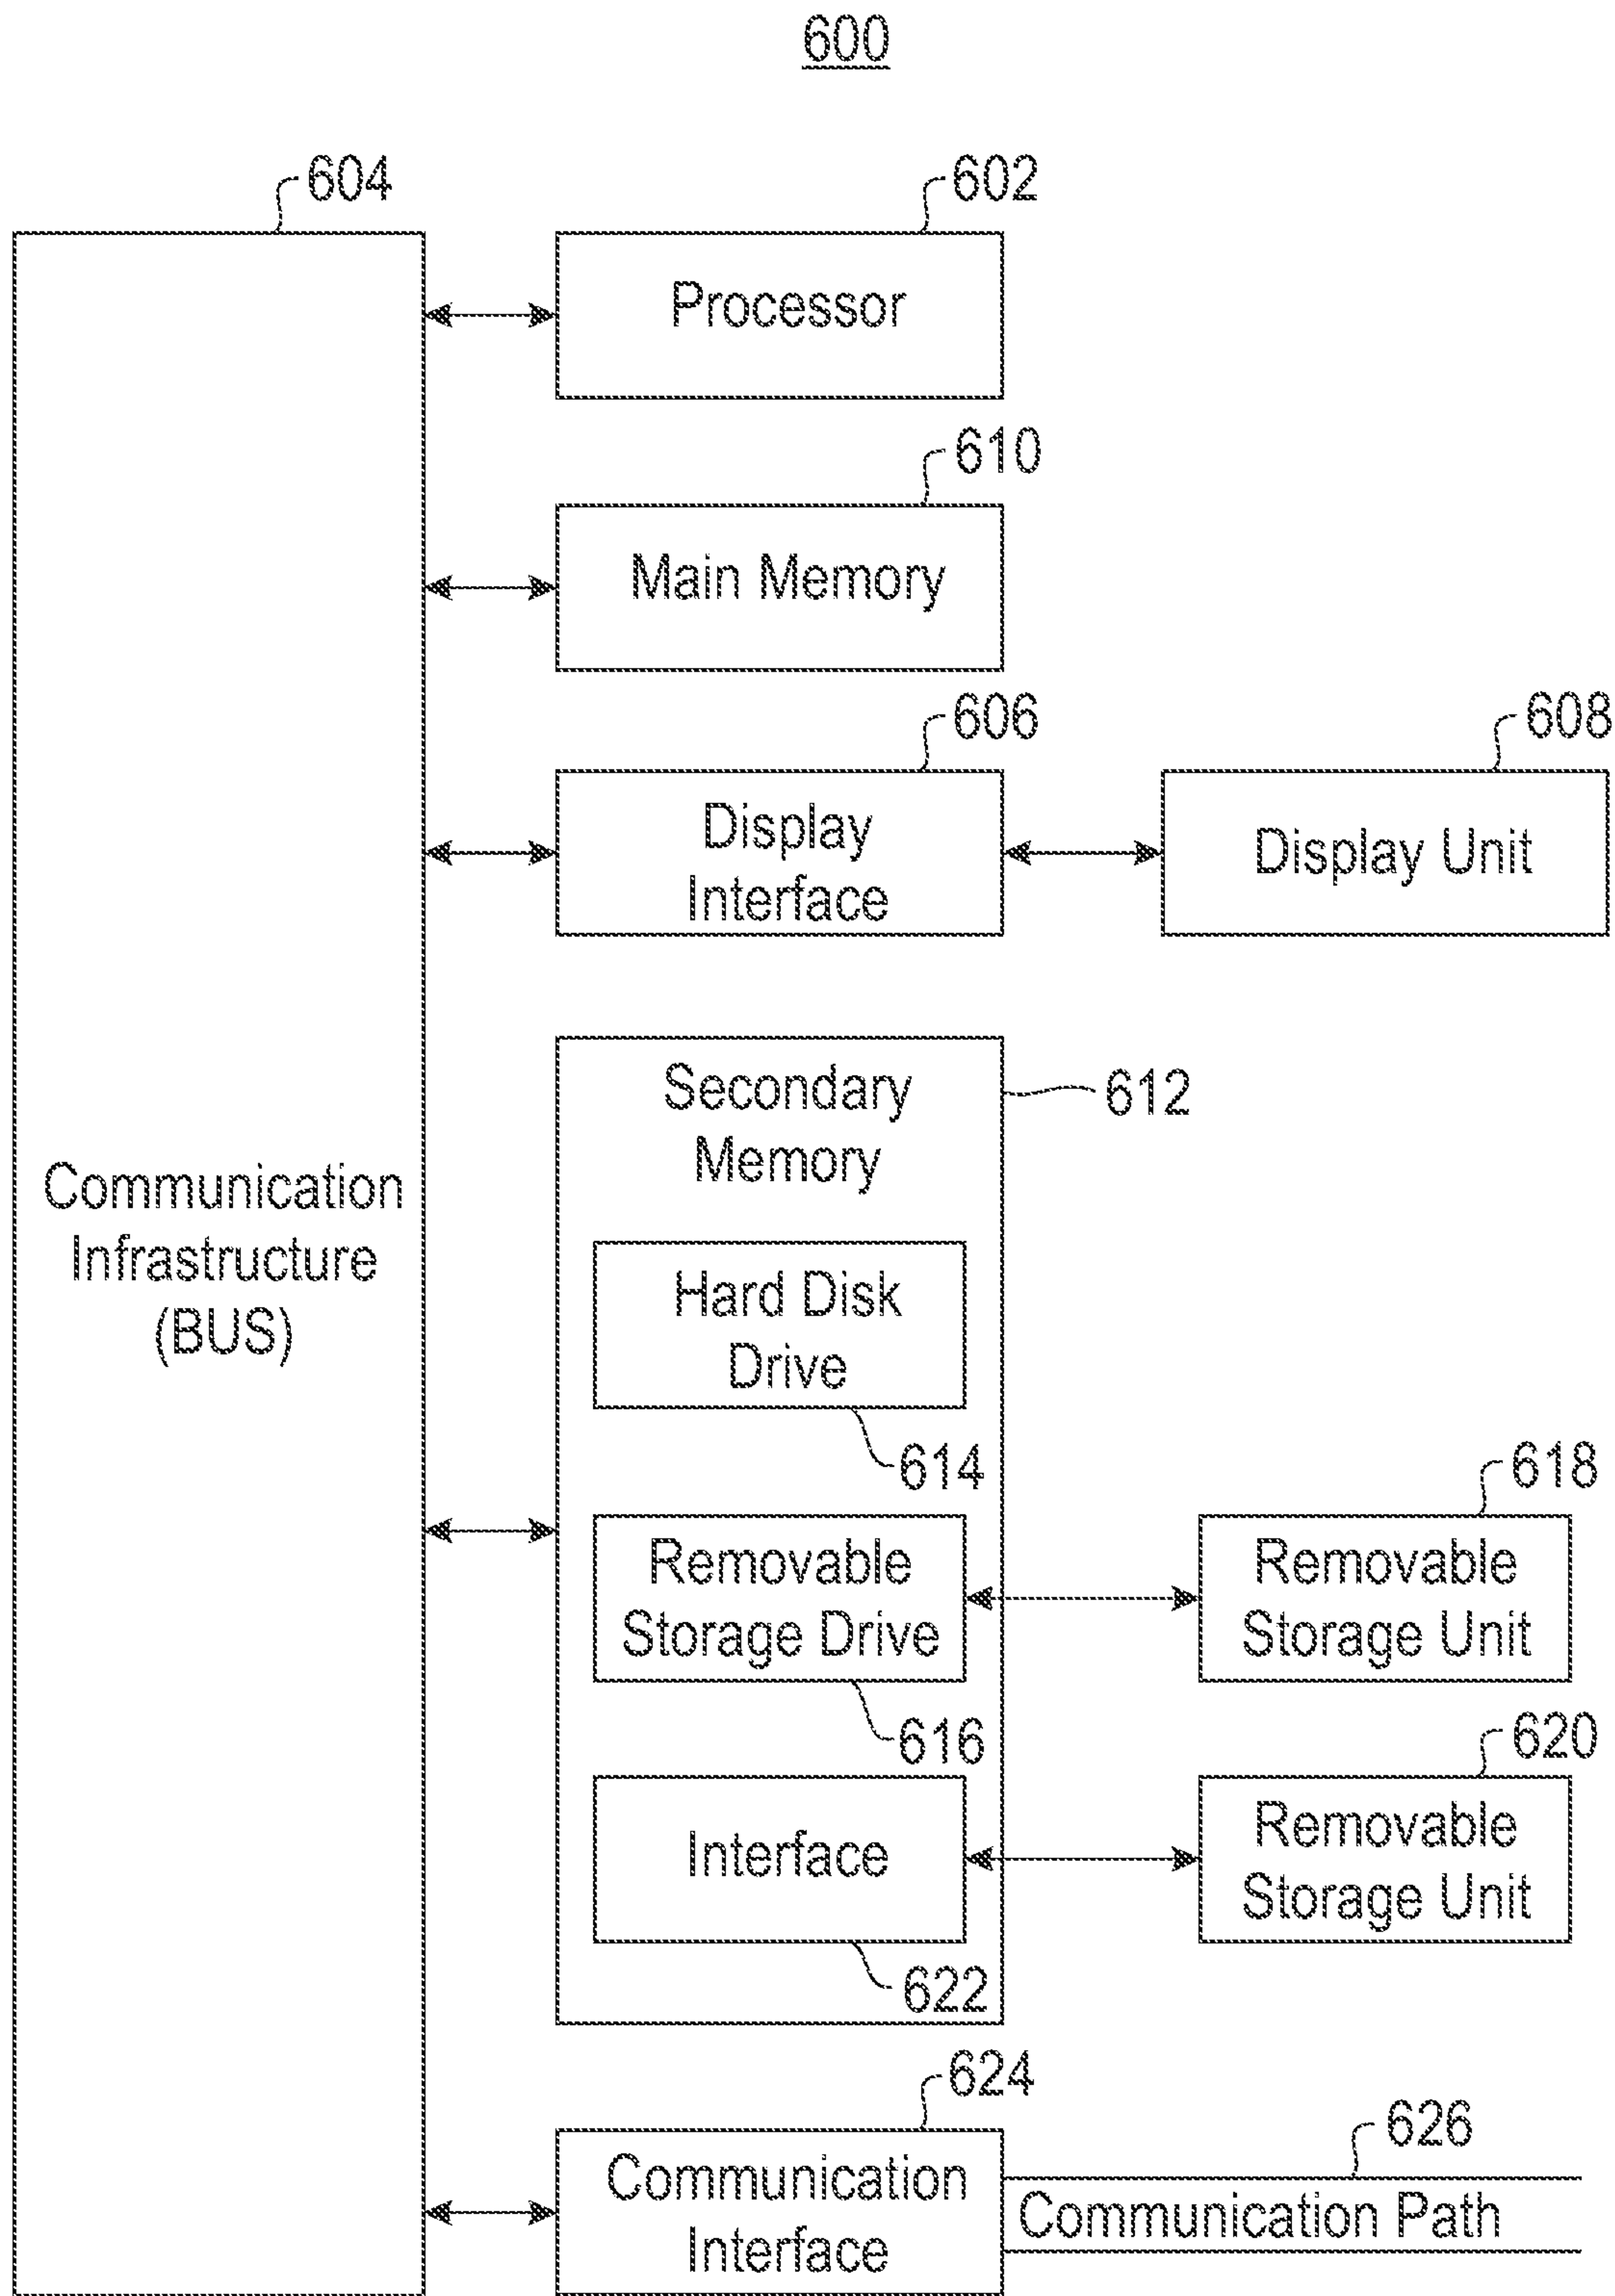 600
604
602
Processor
610
Main Memory
606
608
Display
Interface
Display Unit
Secondary
Memory
612
Communication
Infrastructure
(BUS)
Hard Disk
Drive
614
618
Removable
Storage Drive
Removable
Storage Unit
616
620
Interface
Removable
Storage Unit
622
624
626
Communication
Interface
Communication Path